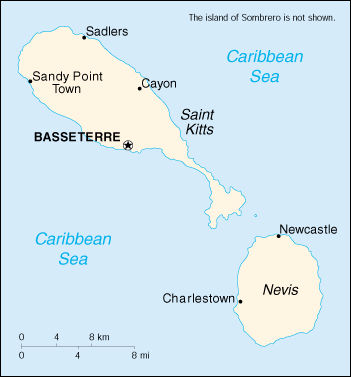 The island of Sombrero is not shown.
Sadlers
Caribbean
Sea
Sandy Point
Town
Cayon
Saint
Kitts
BASSETERRE
Newcastle
Caribbean
Sea
Charlestown
Nevis
0 4 8 km
0 4 8 mi